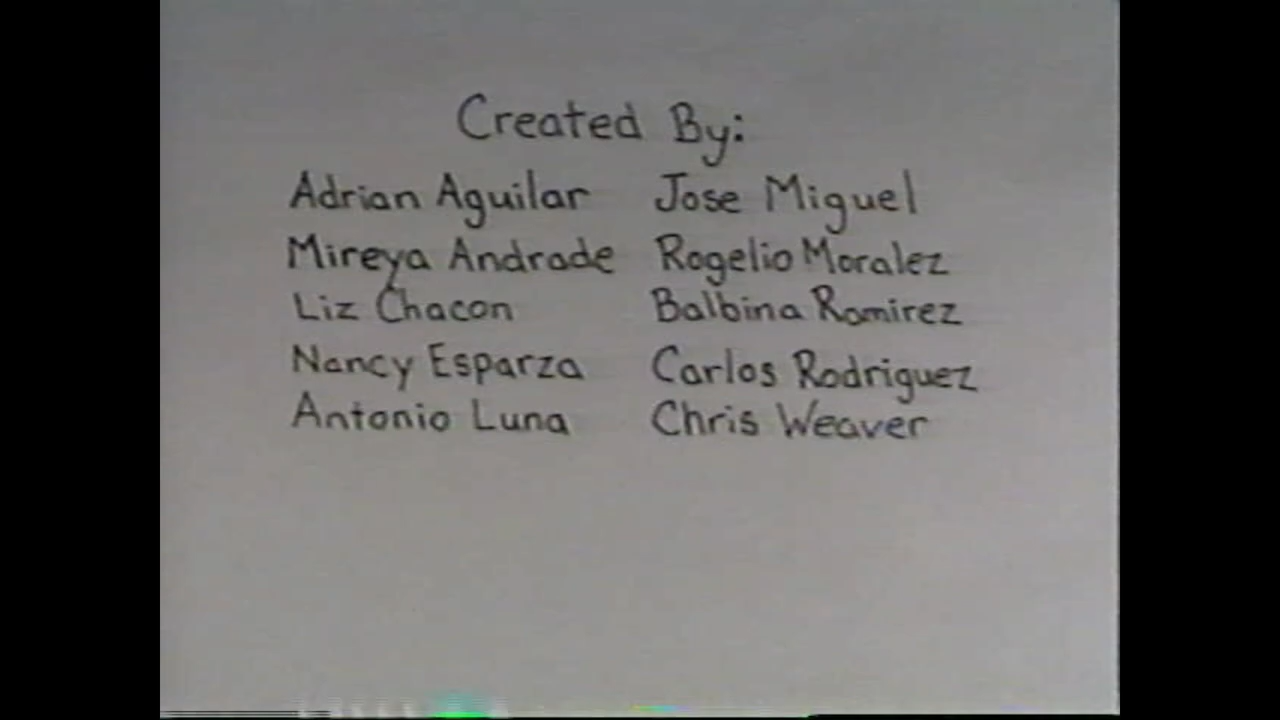 Created By:
Adrian Aguilar Jose Miguel
Mireya Andrade Rogelio Moralez
Liz Chacon Balbina Ramirez
Nancy Esparza Carlos Rodriguez
Antonio Luna Chris Weaver